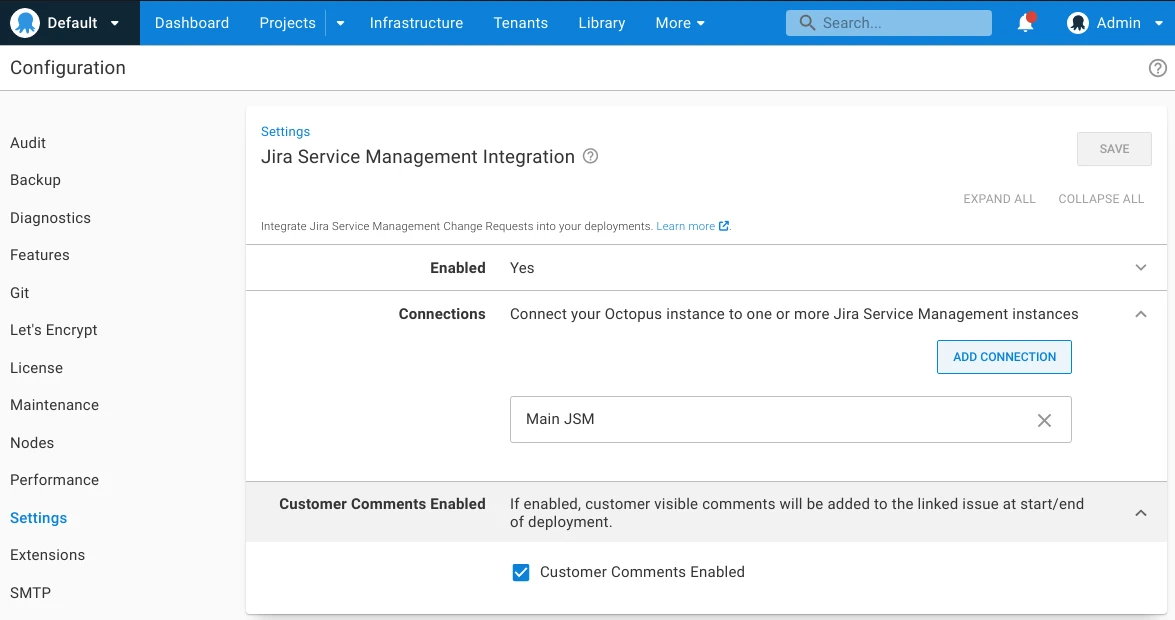 Default Dashboard Projects Infrastructure Tenants Library More Search... Admin
Configuration
Audit
Backup
Diagnostics
Features
Git
Let's Encrypt
License
Maintenance
Nodes
Performance
Settings
Extensions
SMTP
Settings
Jira Service Management Integration
SAVE
EXPAND ALL COLLAPSE ALL
Integrate Jira Service Management Change Requests into your deployments. Learn more.
Enabled Yes
Connections Connect your Octopus instance to one or more Jira Service Management instances
ADD CONNECTION
Main JSM
Customer Comments Enabled If enabled, customer visible comments will be added to the linked issue at start/end
of deployment.
Customer Comments Enabled